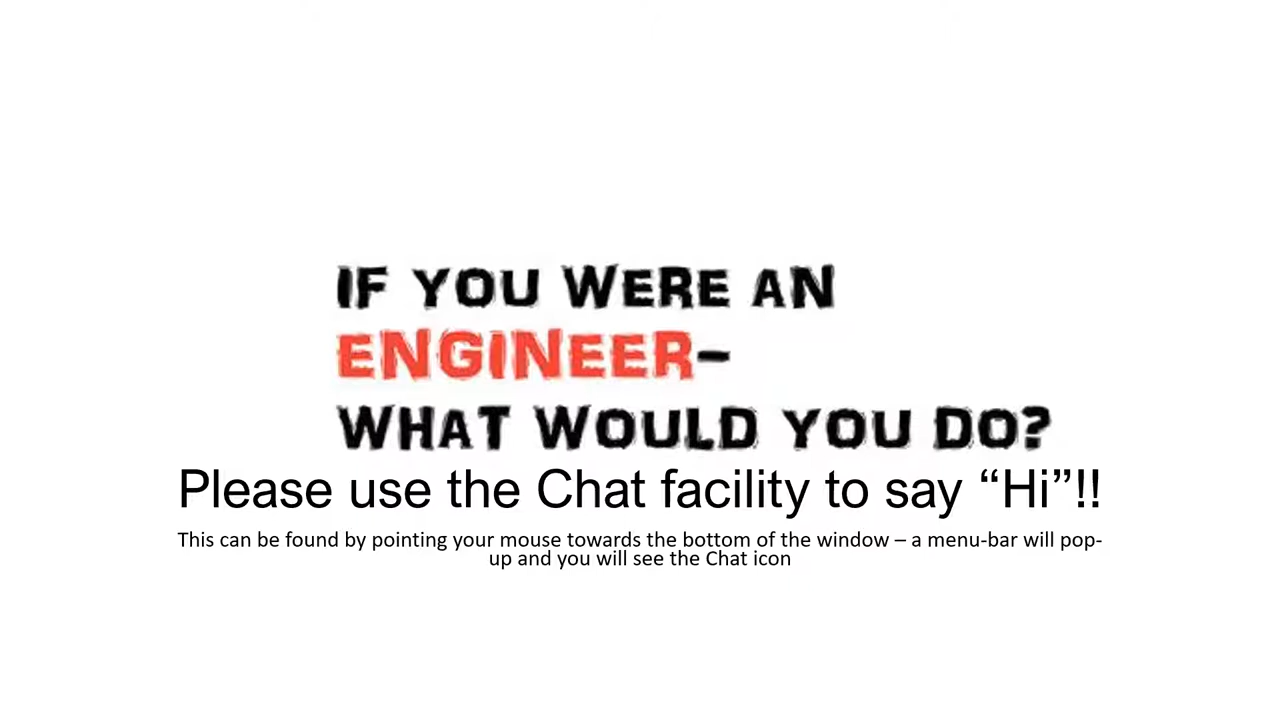 IF YOU WERE AN
ENGINEER–
WHAT WOULD YOU DO?
Please use the Chat facility to say “Hi”!!
This can be found by pointing your mouse towards the bottom of the window – a menu-bar will pop-
up and you will see the Chat icon